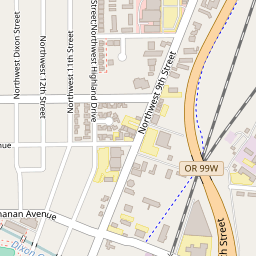 Northwest Dixon Street
Northwest 12th Street
Northwest 11th Street
Street
Northwest Highland Drive
Northwest 9th Street
OR 99W
nue
hanan Avenue
Dixon C
th Street